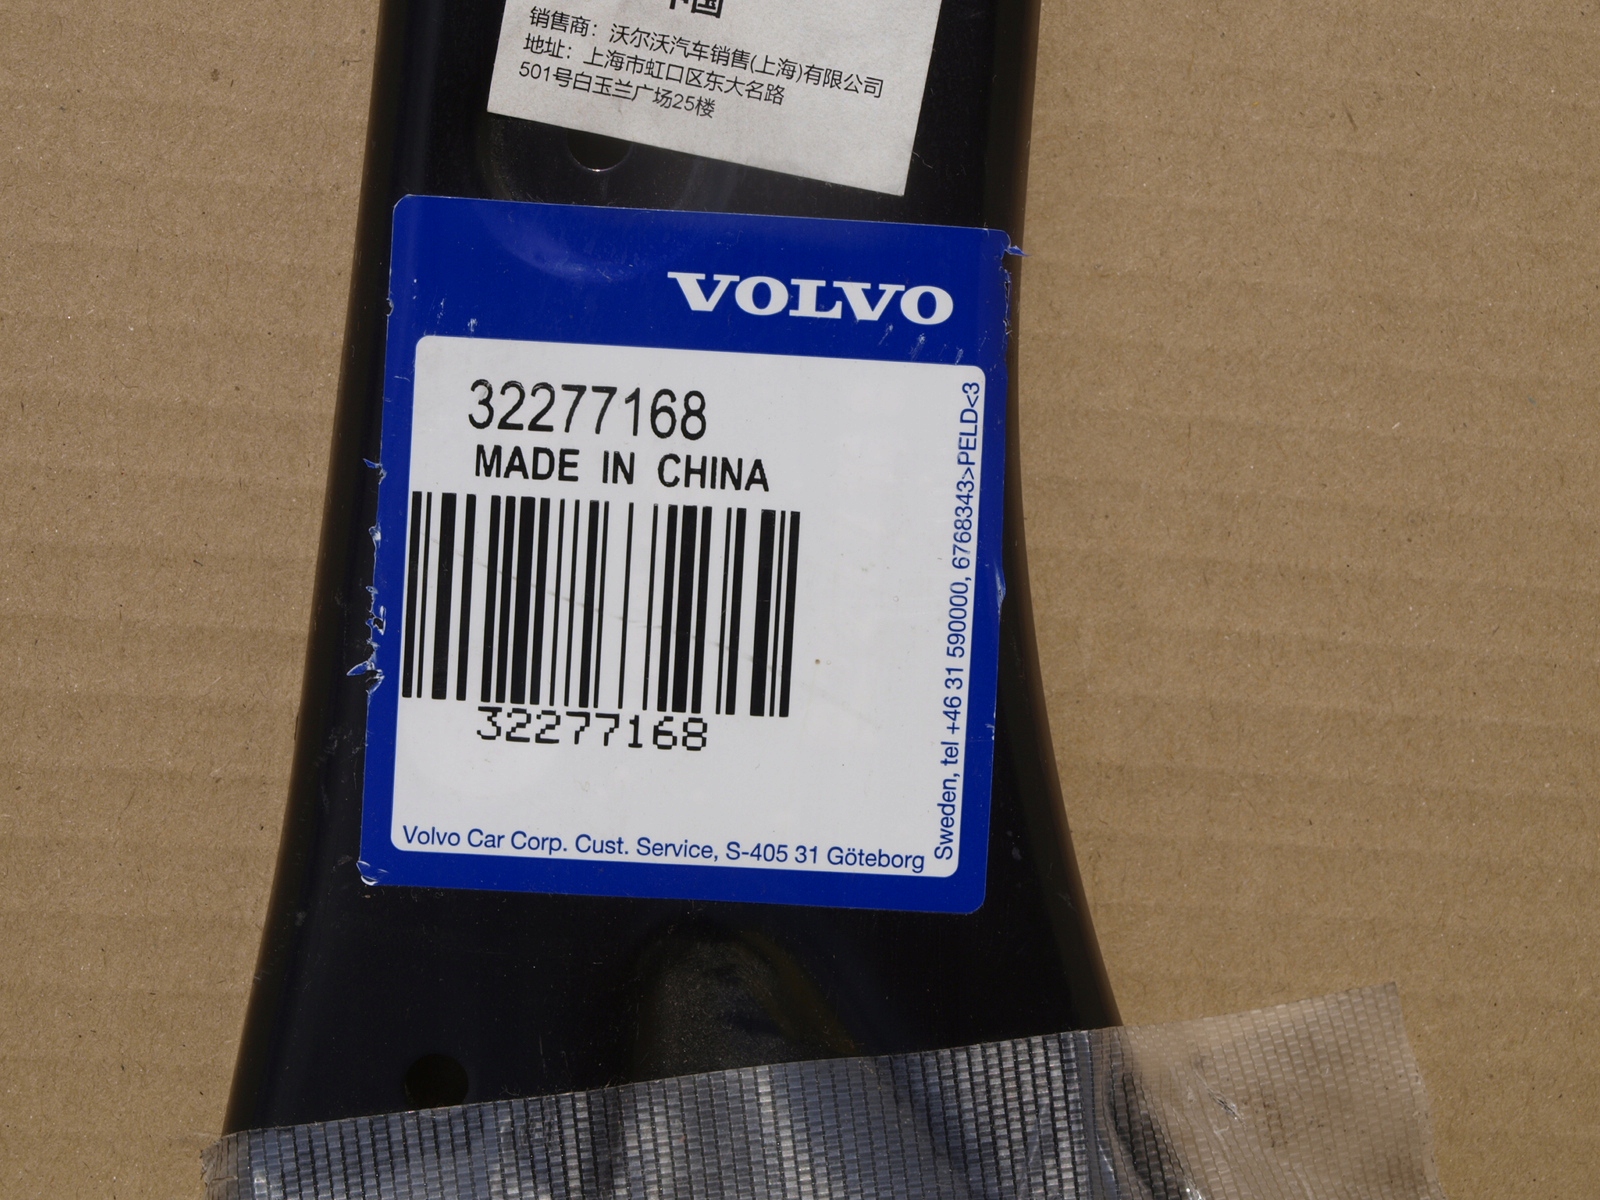 中国
销售商：沃尔沃汽车销售(上海)有限公司
地址：上海市虹口区东大名路
501号白玉兰广场25楼
VOLVO
32277168
MADE IN CHINA
32277168
Volvo Car Corp. Cust. Service, S-405 31 Göteborg
Sweden, tel +46 31 590000, 6768343>PELD<3